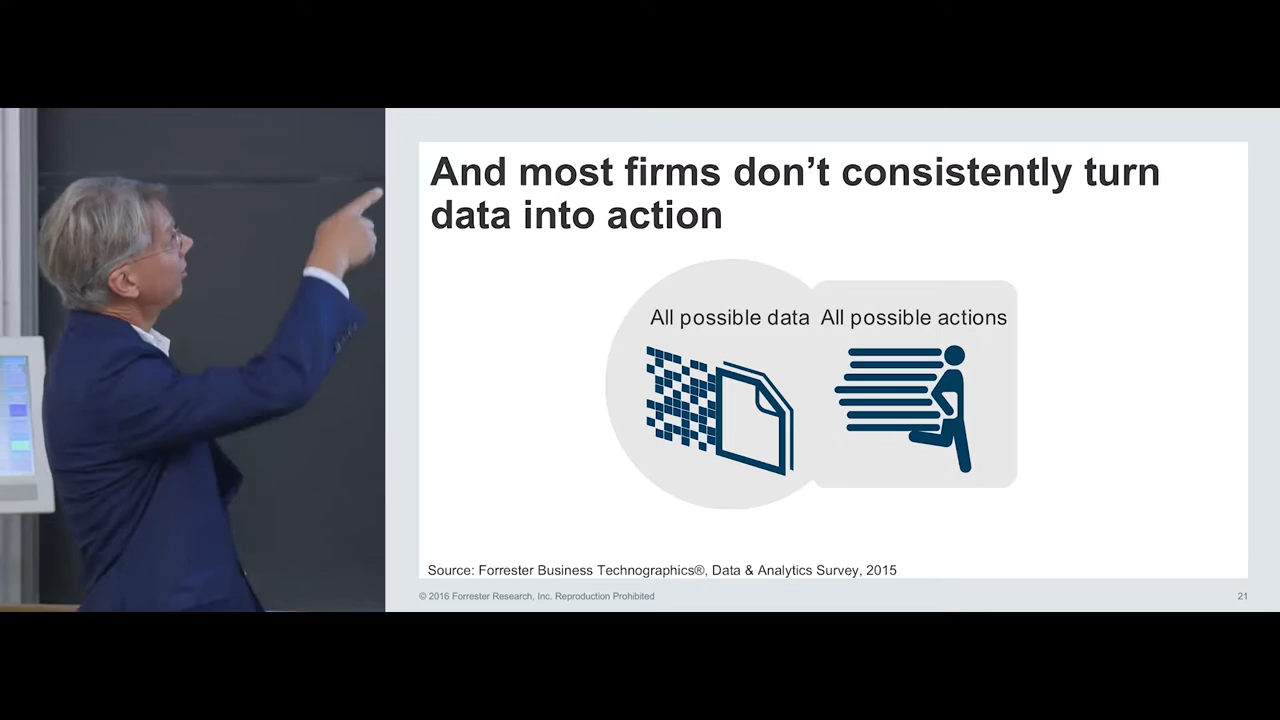 And most firms don’t consistently turn
data into action
All possible data
All possible actions
Source: Forrester Business Technographics®, Data & Analytics Survey, 2015
© 2016 Forrester Research, Inc. Reproduction Prohibited
21